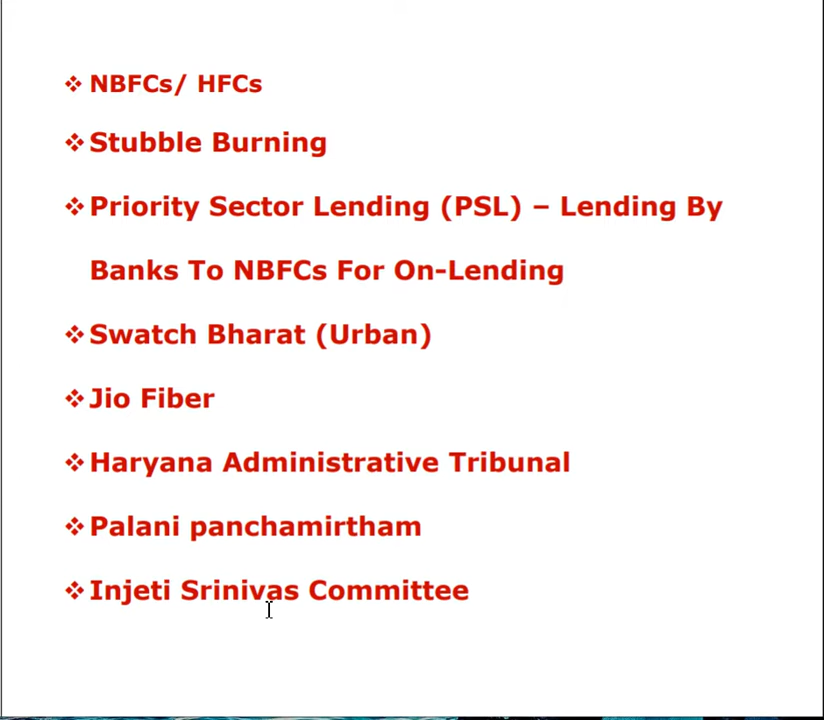 ❖ NBFCs/ HFCs
❖ Stubble Burning
❖ Priority Sector Lending (PSL) – Lending By
Banks To NBFCs For On-Lending
❖ Swatch Bharat (Urban)
❖ Jio Fiber
❖ Haryana Administrative Tribunal
❖ Palani panchamirtham
❖ Injeti Srinivas Committee